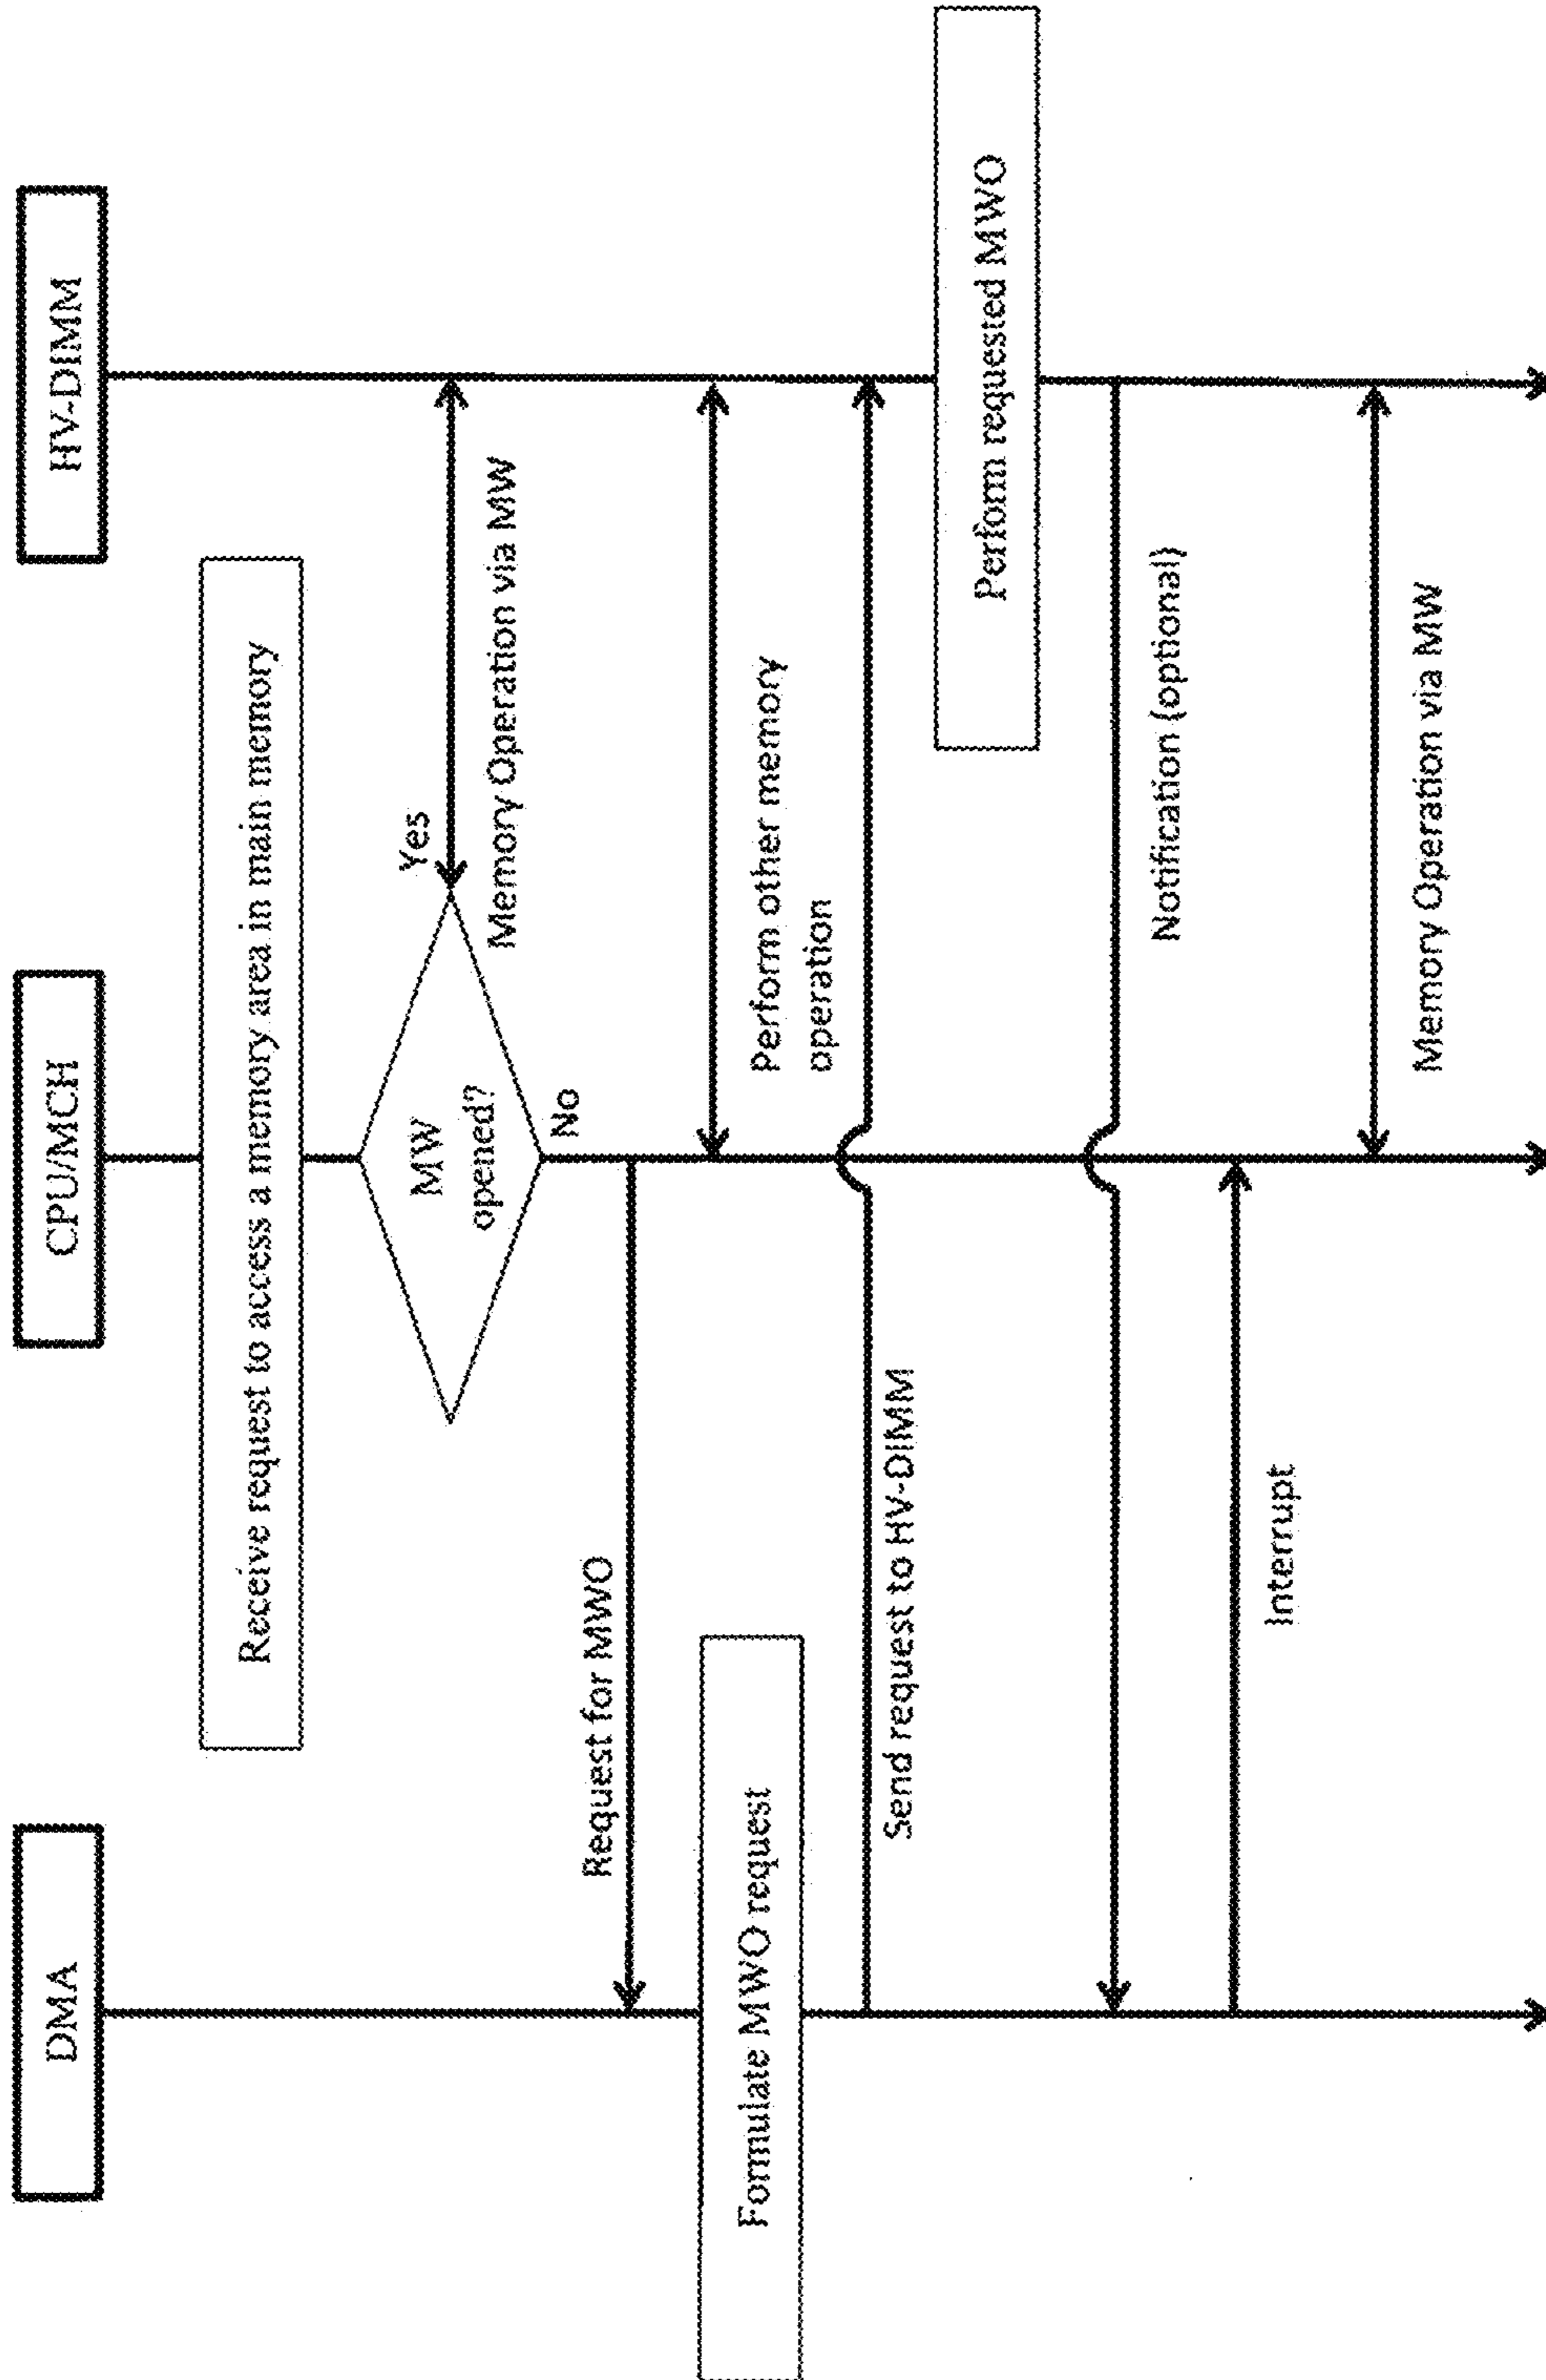 DMA
CPU/MCH
HV-DIMM
Receive request to access a memory area in main memory
MW
opened?
Yes
Memory Operation via MW
No
Request for MWO
Formulate MWO request
Perform other memory
operation
Send request to HV-DIMM
Perform requested MWO
Notification (optional)
Interrupt
Memory Operation via MW